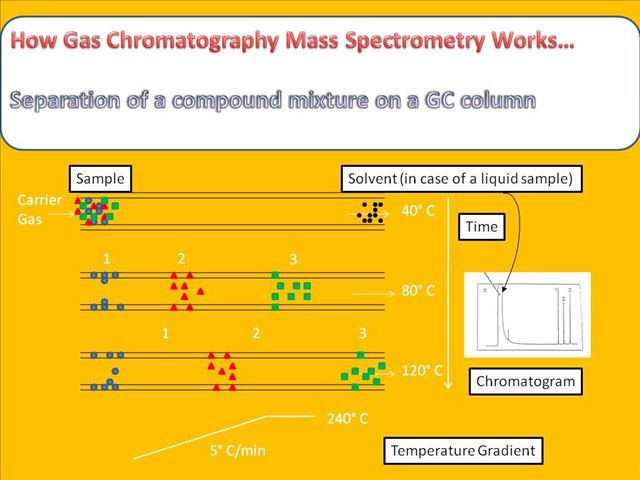 How Gas Chromatography Mass Spectrometry Works…
Separation of a compound mixture on a GC column
Sample
Solvent (in case of a liquid sample)
Carrier
Gas
40° C
Time
1 2 3
80° C
1 2 3
120° C
Chromatogram
240° C
5° C/min
Temperature Gradient